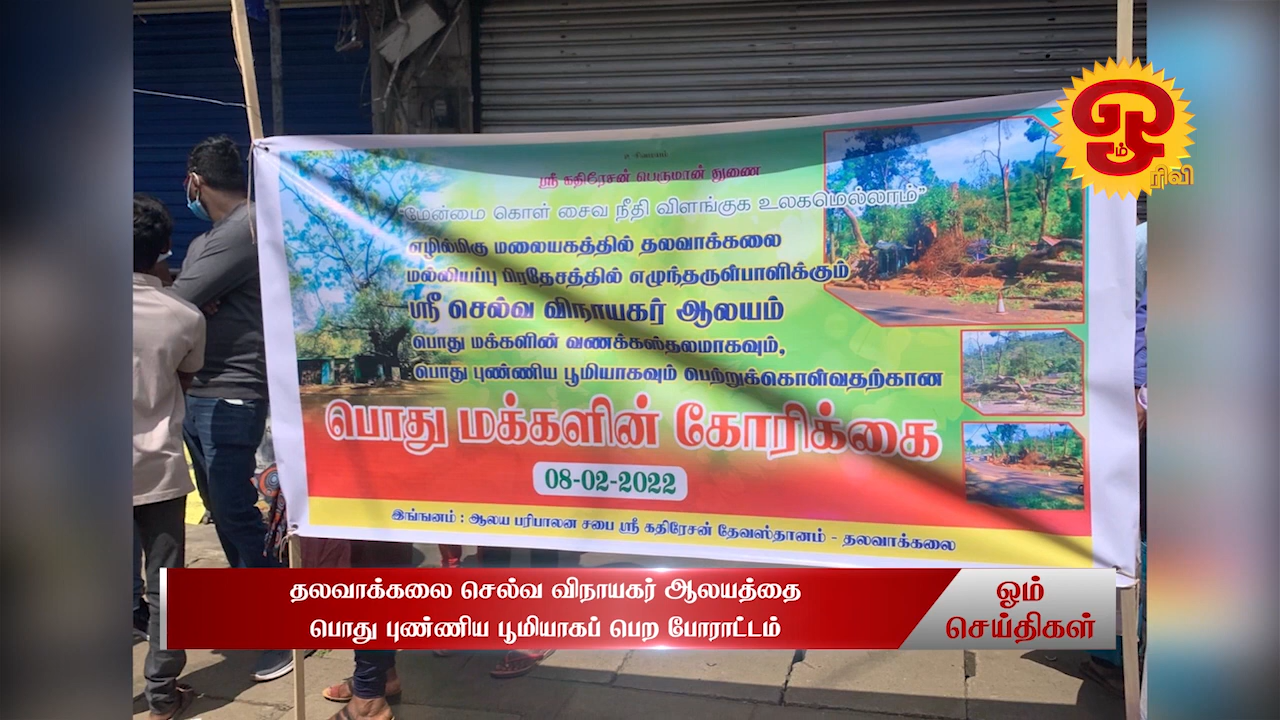 உ சிவமயம்
ஸ்ரீ கதிரேசன் பெருமான் துணை
"மேன்மை கொள் சைவ நீதி விளங்குக உலகமெல்லாம்"
எழில்மிகு மலையகத்தில் தலவாக்கலை
மல்லியப்பு பிரதேசத்தில் எழுந்தருள்பாலிக்கும்
ஸ்ரீ செல்வ விநாயகர் ஆலயம்
பொது மக்களின் வணக்கஸ்தலமாகவும்,
பொது புண்ணிய பூமியாகவும் பெற்றுக்கொள்வதற்கான
பொது மக்களின் கோரிக்கை
08-02-2022
இங்ஙனம் : ஆலய பரிபாலன சபை ஸ்ரீ கதிரேசன் தேவஸ்தானம் - தலவாக்கலை
ஓம்
ரிவி
தலவாக்கலை செல்வ விநாயகர் ஆலயத்தை
பொது புண்ணிய பூமியாகப் பெற போராட்டம்
ஓம்
செய்திகள்